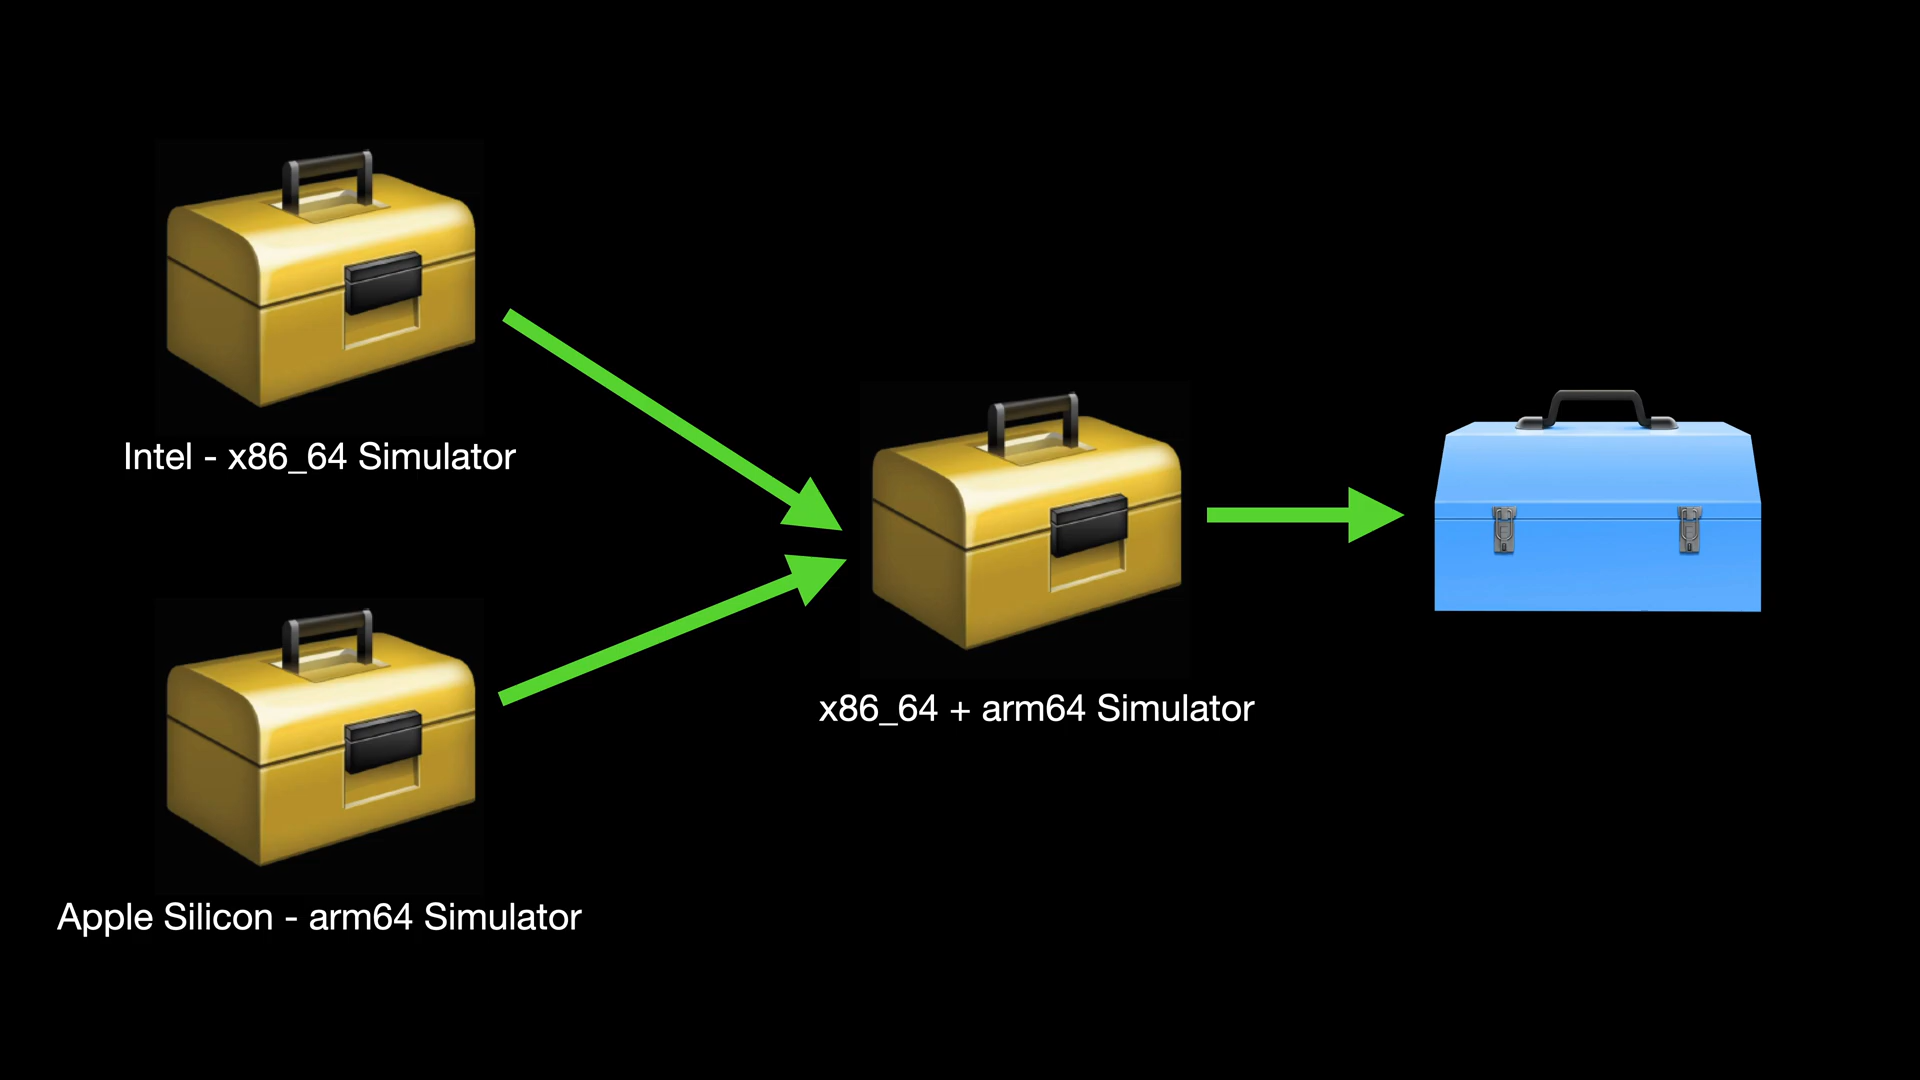 Intel - x86_64 Simulator
x86_64 + arm64 Simulator
Apple Silicon - arm64 Simulator